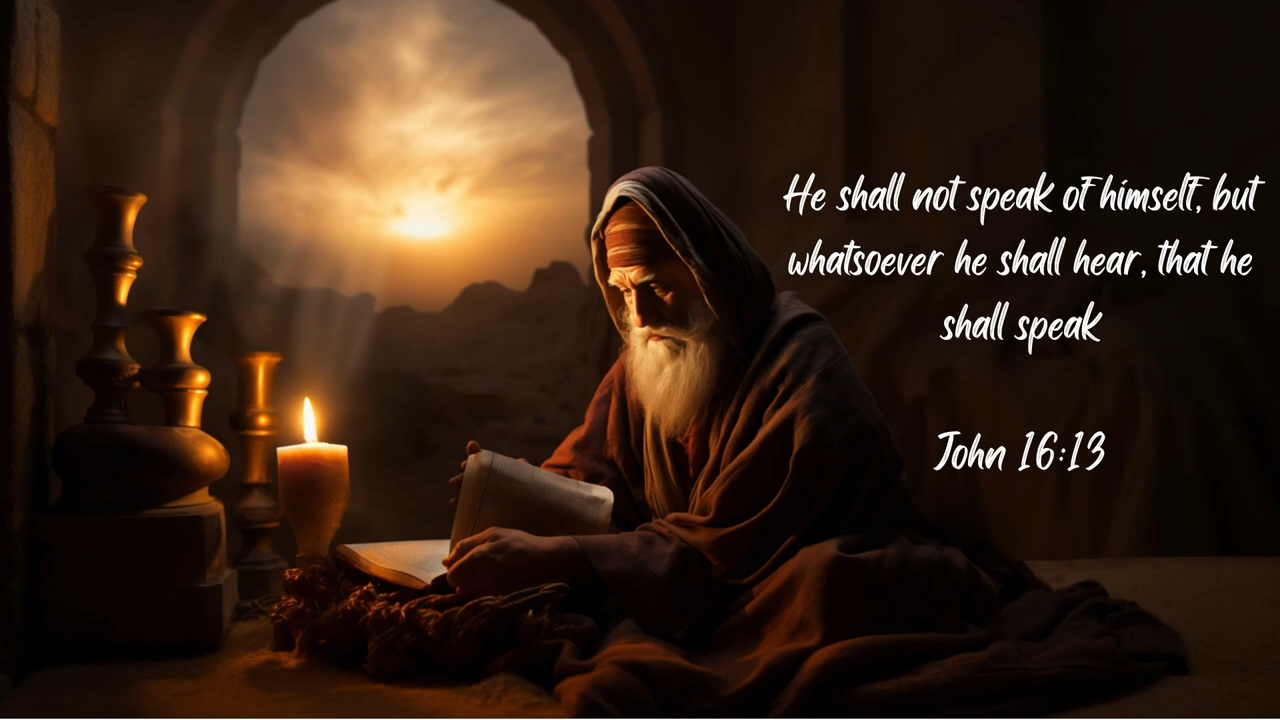 He shall not speak of himself, but
whatsoever he shall hear, that he
shall speak
John 16:13